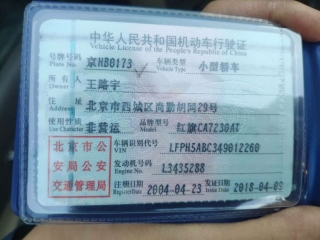 中华人民共和国机动车行驶证
Vehicle License of the People's Republic of China
号牌号码 京HB0173 车辆类型 小型轿车
Plate No. Vehicle Type
所有人 王路宇
Owner
住址 北京市西城区尚勤胡同29号
Address
使用性质 非营运 品牌型号 红旗CA7230AT
Use Character Model
北京市公 车辆识别代号 LFPH5ABC349012260
VIN
安局公安 发动机号码 L3435288
Engine No.
交通管理局 注册日期 2004-04-23 发证日期 2018-04-09
Register Date Issue Date